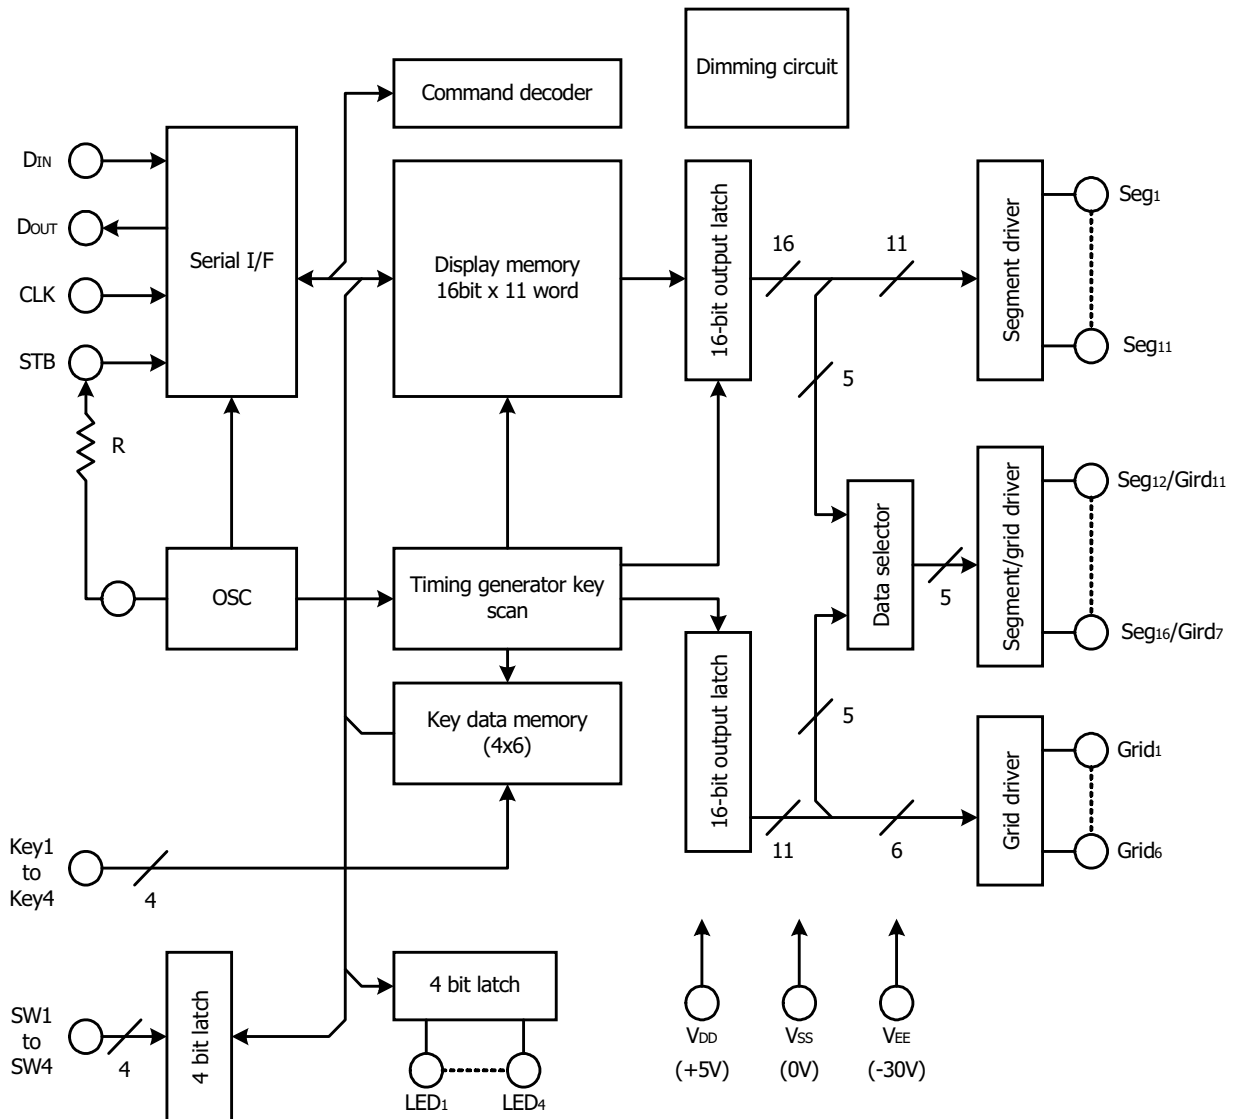 Dimming circuit
Command decoder
DIN
DOUT
CLK
STB
R
Serial I/F
Display memory
16bit x 11 word
16-bit output latch
16
11
5
Segment driver
Seg1
Seg11
OSC
Timing generator key
scan
Data selector
5
Segment/grid driver
Seg12/Gird11
Seg16/Gird7
Key data memory
(4x6)
16-bit output latch
5
11
6
Grid driver
Grid1
Grid6
Key1
to
Key4
4
SW1
to
SW4
4
4 bit latch
4 bit latch
LED1
LED4
VDD
(+5V)
VSS
(0V)
VEE
(-30V)